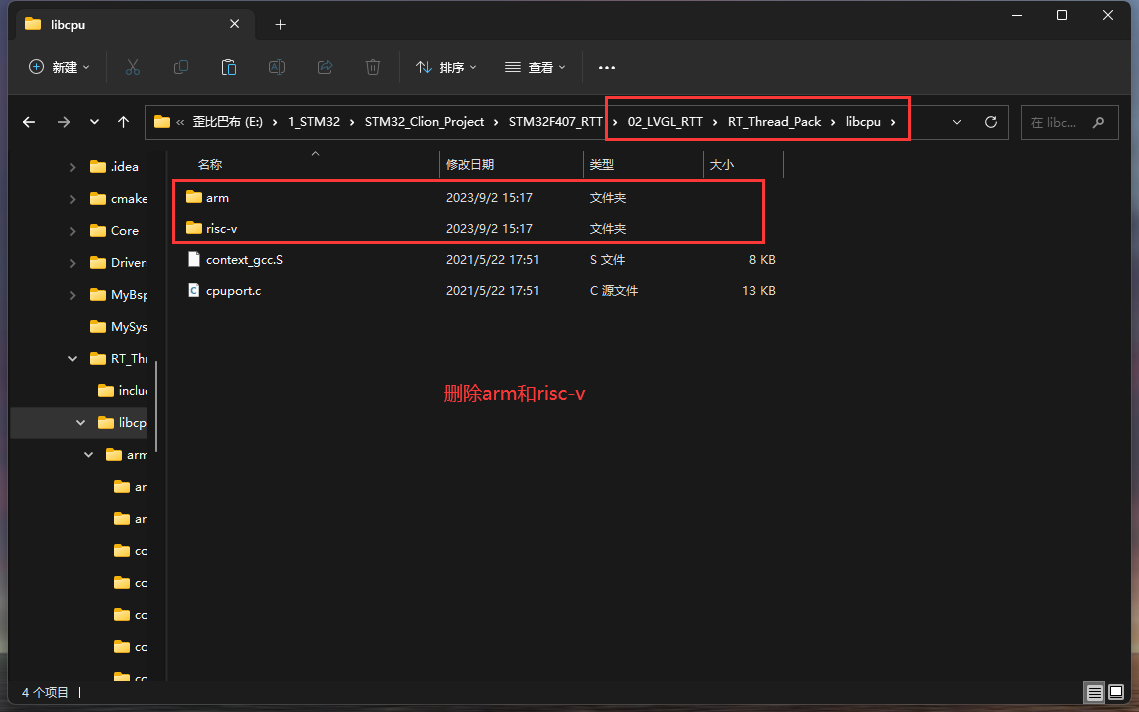 libcpu
新建
排序
查看
歪比巴布 (E:) › 1_STM32 › STM32_Clion_Project › STM32F407_RTT › 02_LVGL_RTT › RT_Thread_Pack › libcpu ›
在 libc...
名称 修改日期 类型 大小
.idea
cmake
Core
Driver
MyBsp
MySys
RT_Thr
inclu
libcp
arm
ar
ar
cc
cc
cc
cc
cc
arm 2023/9/2 15:17 文件夹
risc-v 2023/9/2 15:17 文件夹
context_gcc.S 2021/5/22 17:51 S 文件 8 KB
cpuport.c 2021/5/22 17:51 C 源文件 13 KB
删除arm和risc-v
4 个项目